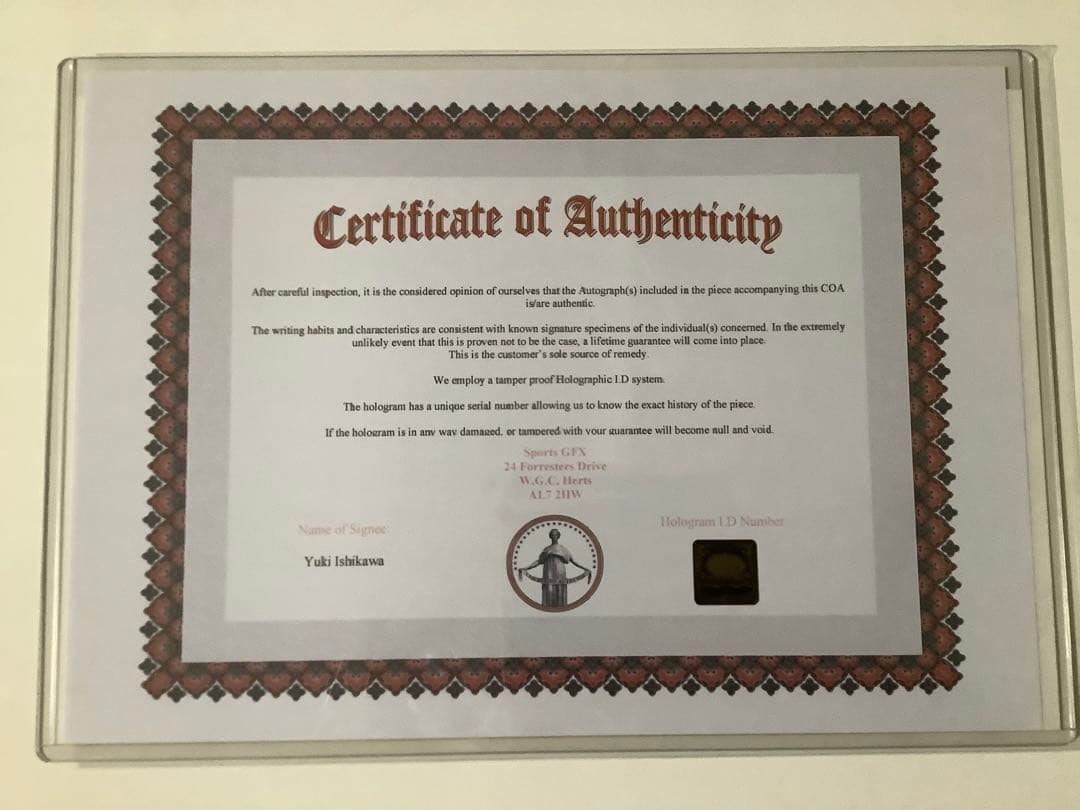 Certificate of Authenticity
After careful inspection, it is the considered opinion of ourselves that the Autograph(s) included in the piece accompanying this COA
is/are authentic.
The writing habits and characteristics are consistent with known signature specimens of the individual(s) concerned. In the extremely
unlikely event that this is proven not to be the case, a lifetime guarantee will come into place.
This is the customer's sole source of remedy.
We employ a tamper proof Holographic I.D system.
The hologram has a unique serial number allowing us to know the exact history of the piece.
If the hologram is in any way damaged, or tampered with your guarantee will become null and void.
Sports GFX
24 Forresters Drive
W.G.C. Herts
AL7 2HW
Name of Signee
Hologram I.D Number
Yuki Ishikawa